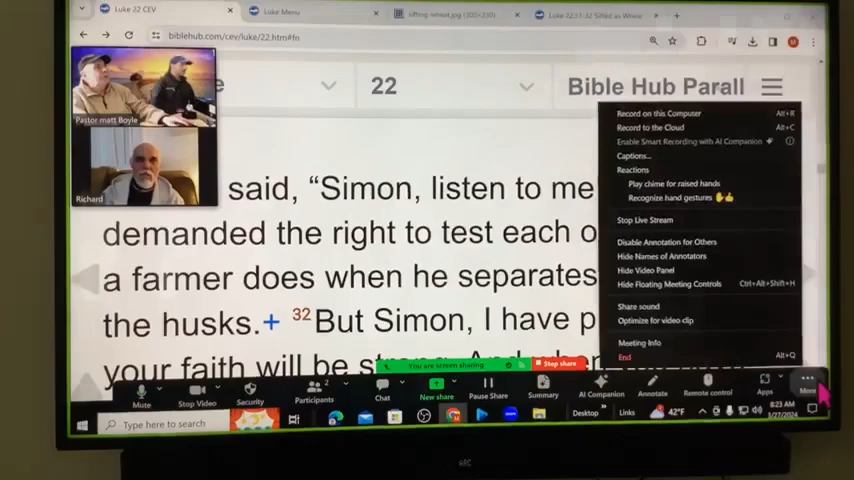 Luke 22 CEV
Luke Menu
sifting-wheat.jpg (300×230)
Luke 22:31-32 Sifted as Wheat
biblehub.com/cev/luke/22.htm#fn
22
Bible Hub Parall
Pastor matt Boyle
Richard
said, “Simon, listen to me
demanded the right to test each o
a farmer does when he separates
the husks.+ 32 But Simon, I have p
your faith will be
Record on this Computer Alt+R
Record to the Cloud Alt+C
Enable Smart Recording with AI Companion
Captions...
Reactions
Play chime for raised hands
Recognize hand gestures
Stop Live Stream
Disable Annotation for Others
Hide Names of Annotators
Hide Video Panel
Hide Floating Meeting Controls Ctrl+Alt+Shift+H
Share sound
Optimize for video clip
Meeting Info
End Alt+Q
You are screen sharing
Stop share
Mute
Stop Video
Security
Participants 2
Chat
New share
Pause Share
Summary
AI Companion
Annotate
Remote control
Apps
More
Type here to search
Desktop
Links
42°F
8:23 AM
1/27/2024